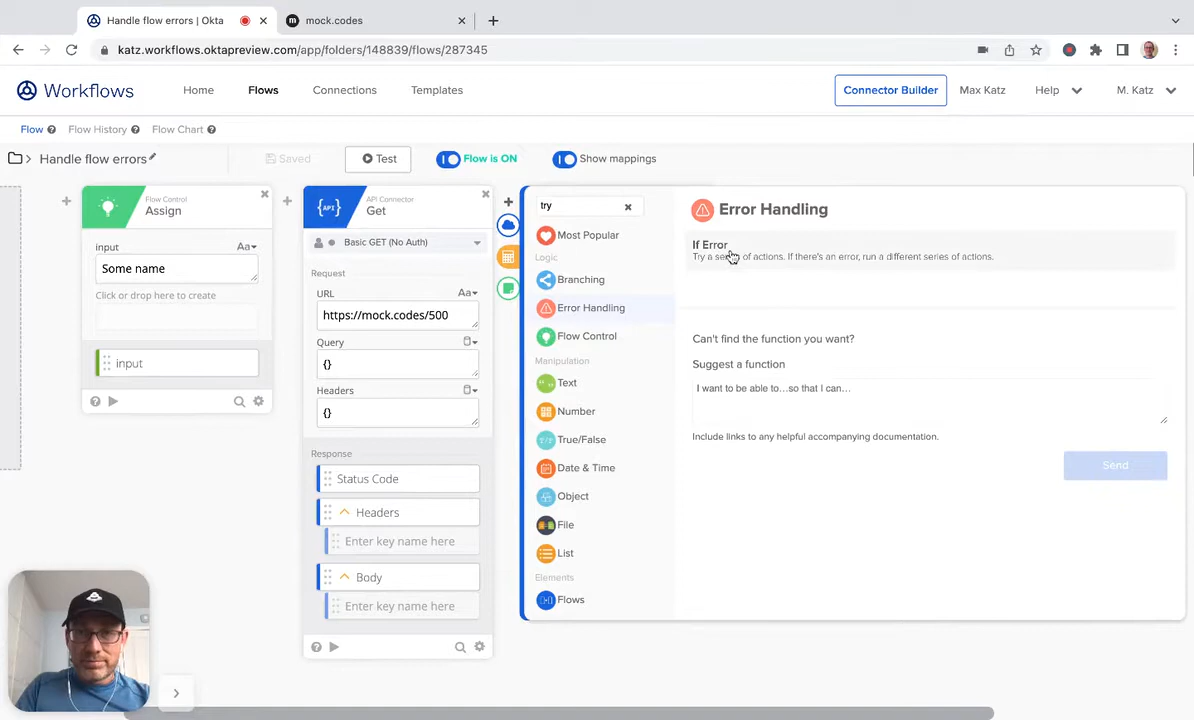 Handle flow errors | Okta
mock.codes
katz.workflows.oktapreview.com/app/folders/148839/flows/287345
Workflows
Home
Flows
Connections
Templates
Connector Builder
Max Katz
Help
M. Katz
Flow
Flow History
Flow Chart
Handle flow errors
Saved
Test
Flow is ON
Show mappings
Flow Control
Assign
input
Aa
Some name
Click or drop here to create
input
{API}
API Connector
Get
Basic GET (No Auth)
Request
URL
Aa
https://mock.codes/500
Query
{}
Headers
{}
Response
Status Code
Headers
Enter key name here
Body
Enter key name here
try
Most Popular
Logic
Branching
Error Handling
Flow Control
Manipulation
Text
Number
True/False
Date & Time
Object
File
List
Elements
Flows
Error Handling
If Error
Try a series of actions. If there's an error, run a different series of actions.
Can't find the function you want?
Suggest a function
I want to be able to...so that I can...
Include links to any helpful accompanying documentation.
Send